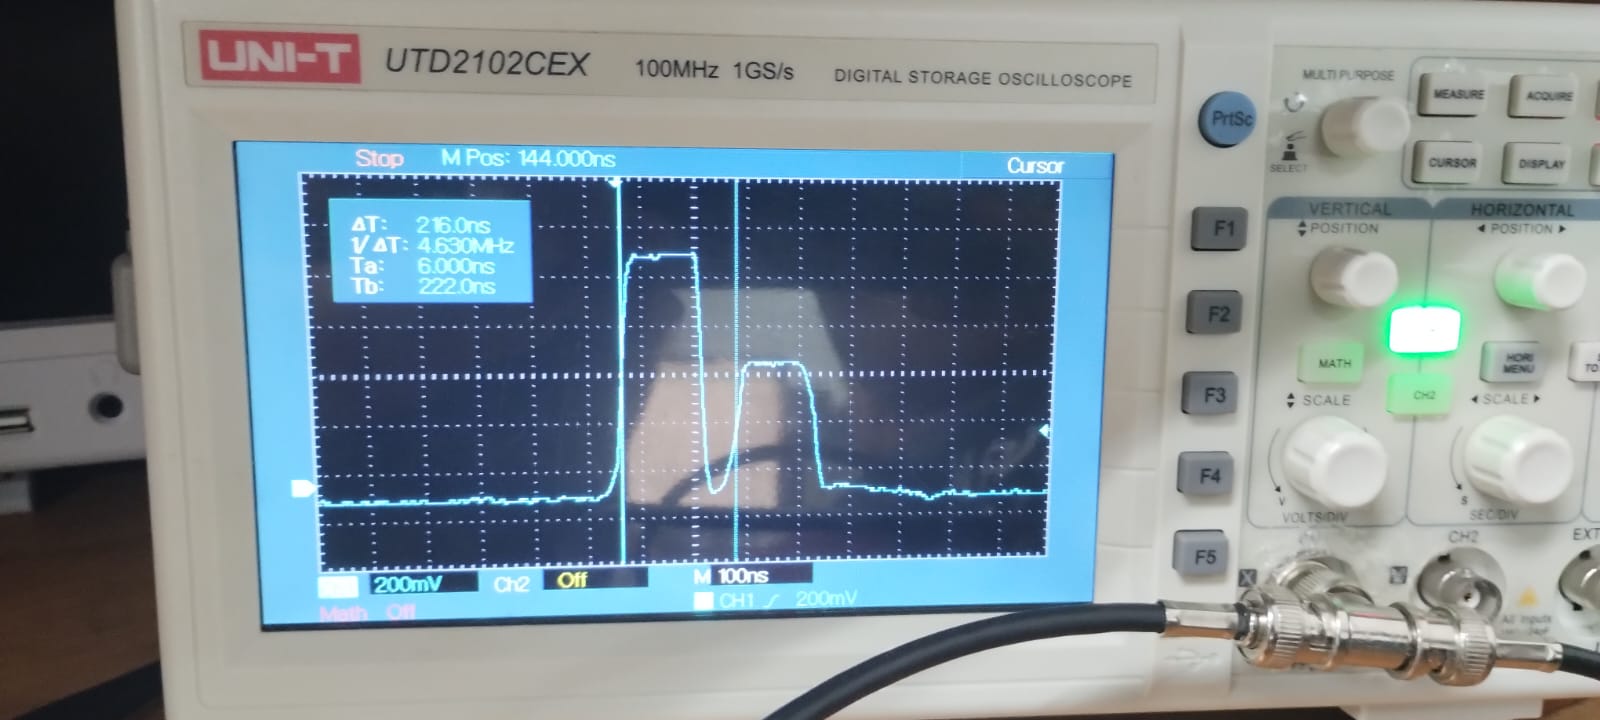 UNI-T UTD2102CEX 100MHz 1GS/s DIGITAL STORAGE OSCILLOSCOPE
Stop M Pos: 144.000ns Cursor
ΔT: 216.0ns
1/ΔT: 4.630MHz
Ta: 6.000ns
Tb: 222.0ns
200mV Ch2 Off M 100ns
Math Off CH1 200mV
PrtSc
F1
F2
F3
F4
F5
MULTI PURPOSE
SELECT
MEASURE ACQUIRE
CURSOR DISPLAY
VERTICAL HORIZONTAL
POSITION POSITION
MATH HORI MENU
CH2
SCALE SCALE
V S
VOLTS/DIV SEC/DIV
X Y CH2 EXT
All Inputs